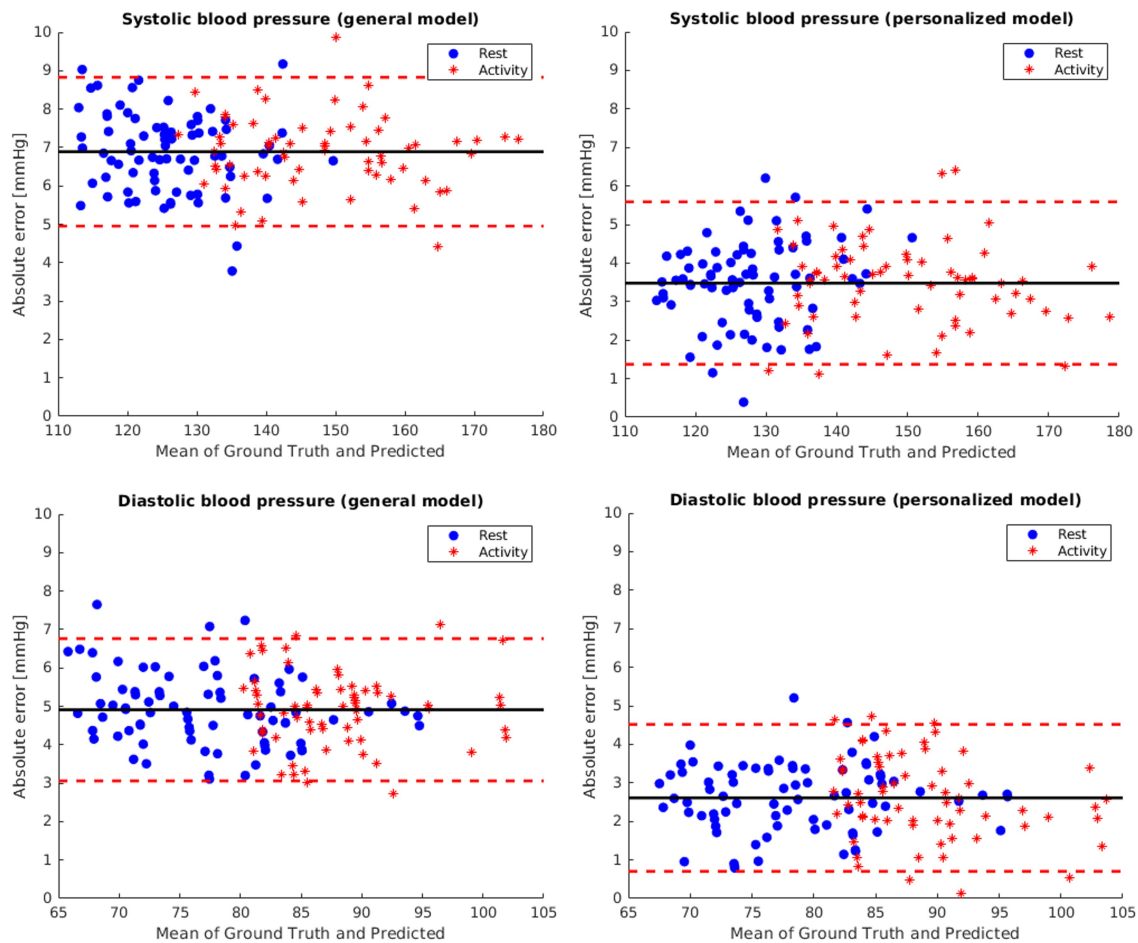 Systolic blood pressure (general model)
Absolute error [mmHg]
10
9
8
7
6
5
4
3
2
1
0
Rest
Activity
110 120 130 140 150 160 170 180
Mean of Ground Truth and Predicted
Systolic blood pressure (personalized model)
Absolute error [mmHg]
10
9
8
7
6
5
4
3
2
1
0
Rest
Activity
110 120 130 140 150 160 170 180
Mean of Ground Truth and Predicted
Diastolic blood pressure (general model)
Absolute error [mmHg]
10
9
8
7
6
5
4
3
2
1
0
Rest
Activity
65 70 75 80 85 90 95 100 105
Mean of Ground Truth and Predicted
Diastolic blood pressure (personalized model)
Absolute error [mmHg]
10
9
8
7
6
5
4
3
2
1
0
Rest
Activity
65 70 75 80 85 90 95 100 105
Mean of Ground Truth and Predicted